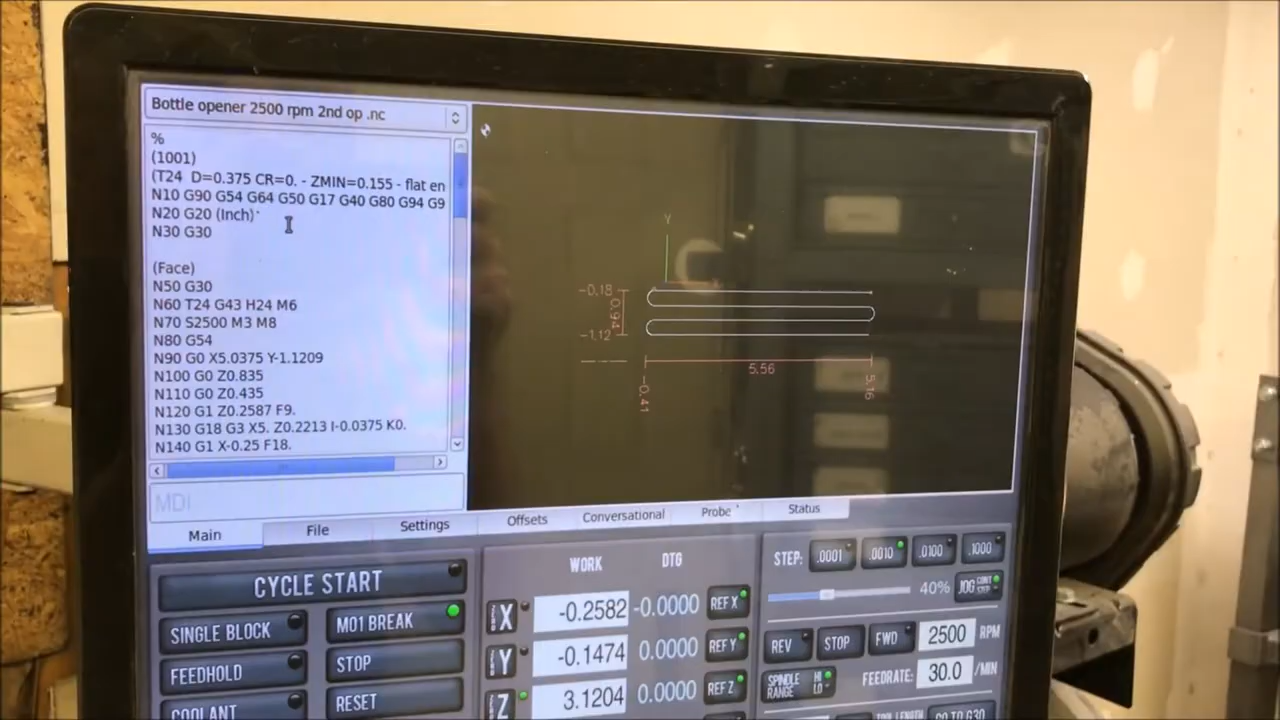 Bottle opener 2500 rpm 2nd op .nc
%
(1001)
(T24 D=0.375 CR=0. - ZMIN=0.155 - flat en
N10 G90 G54 G64 G50 G17 G40 G80 G94 G9
N20 G20 (Inch)
N30 G30
(Face)
N50 G30
N60 T24 G43 H24 M6
N70 S2500 M3 M8
N80 G54
N90 G0 X5.0375 Y-1.1209
N100 G0 Z0.835
N110 G0 Z0.435
N120 G1 Z0.2587 F9.
N130 G18 G3 X5. Z0.2213 I-0.0375 K0.
N140 G1 X-0.25 F18.
MDI
Y
-0.18
0.94
-1.12
5.56
-0.41
5.16
Main File Settings Offsets Conversational Probe Status
CYCLE START
SINGLE BLOCK M01 BREAK
FEEDHOLD STOP
COOLANT RESET
WORK DTG
X -0.2582 -0.0000 REF X
Y -0.1474 0.0000 REF Y
Z 3.1204 0.0000 REF Z
STEP: .0001 .0010 .0100 .1000
40% JOG CONT STEP
REV STOP FWD 2500 RPM
SPINDLE RANGE HI LO FEEDRATE: 30.0 /MIN
TOOL LENGTH GO TO G30